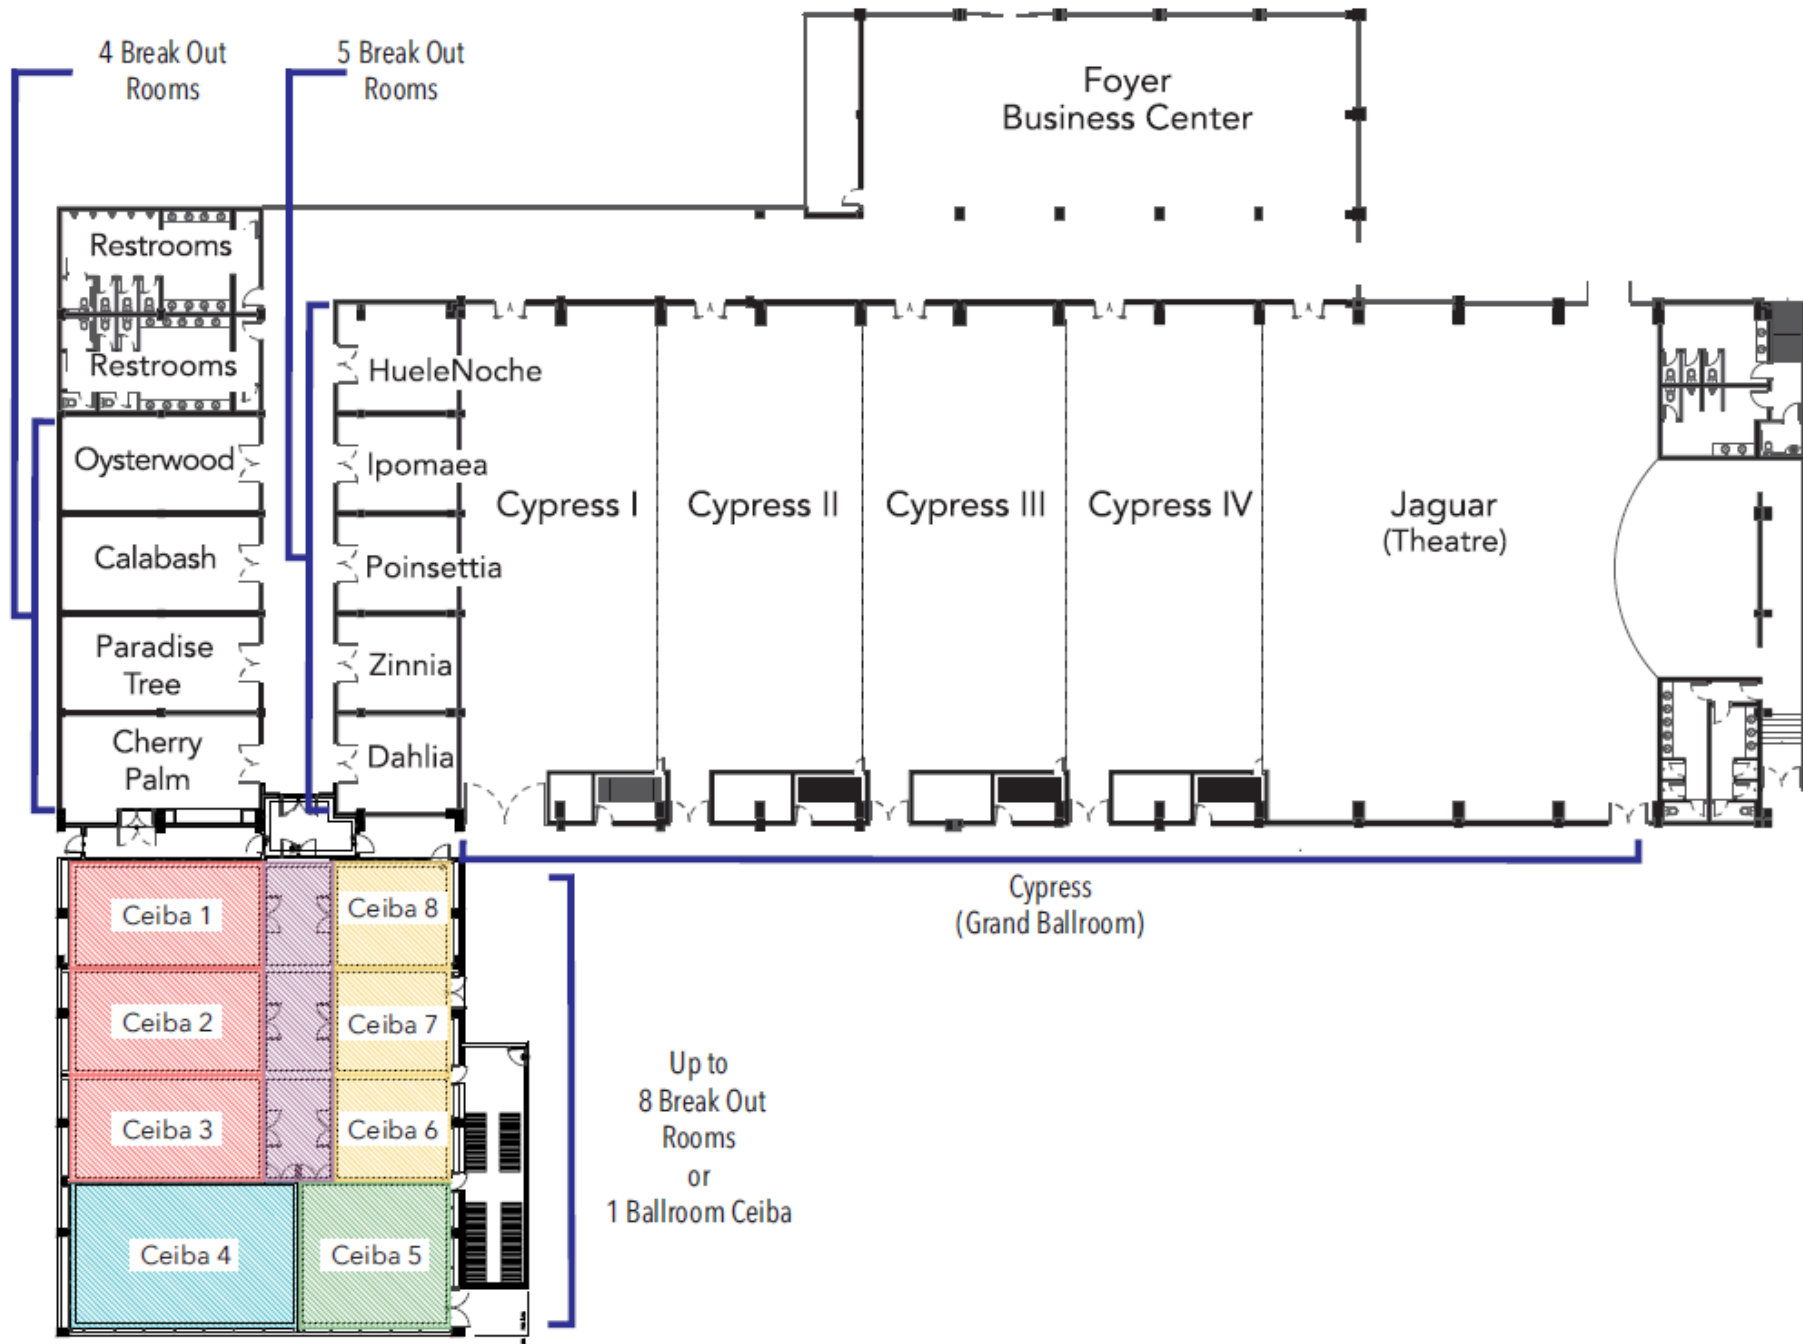 4 Break Out
Rooms
5 Break Out
Rooms
Foyer
Business Center
Restrooms
Restrooms
Oysterwood
Calabash
Paradise
Tree
Cherry
Palm
HueleNoche
Ipomaea
Poinsettia
Zinnia
Dahlia
Cypress I
Cypress II
Cypress III
Cypress IV
Jaguar
(Theatre)
Cypress
(Grand Ballroom)
Ceiba 1
Ceiba 8
Ceiba 2
Ceiba 7
Ceiba 3
Ceiba 6
Ceiba 4
Ceiba 5
Up to
8 Break Out
Rooms
or
1 Ballroom Ceiba